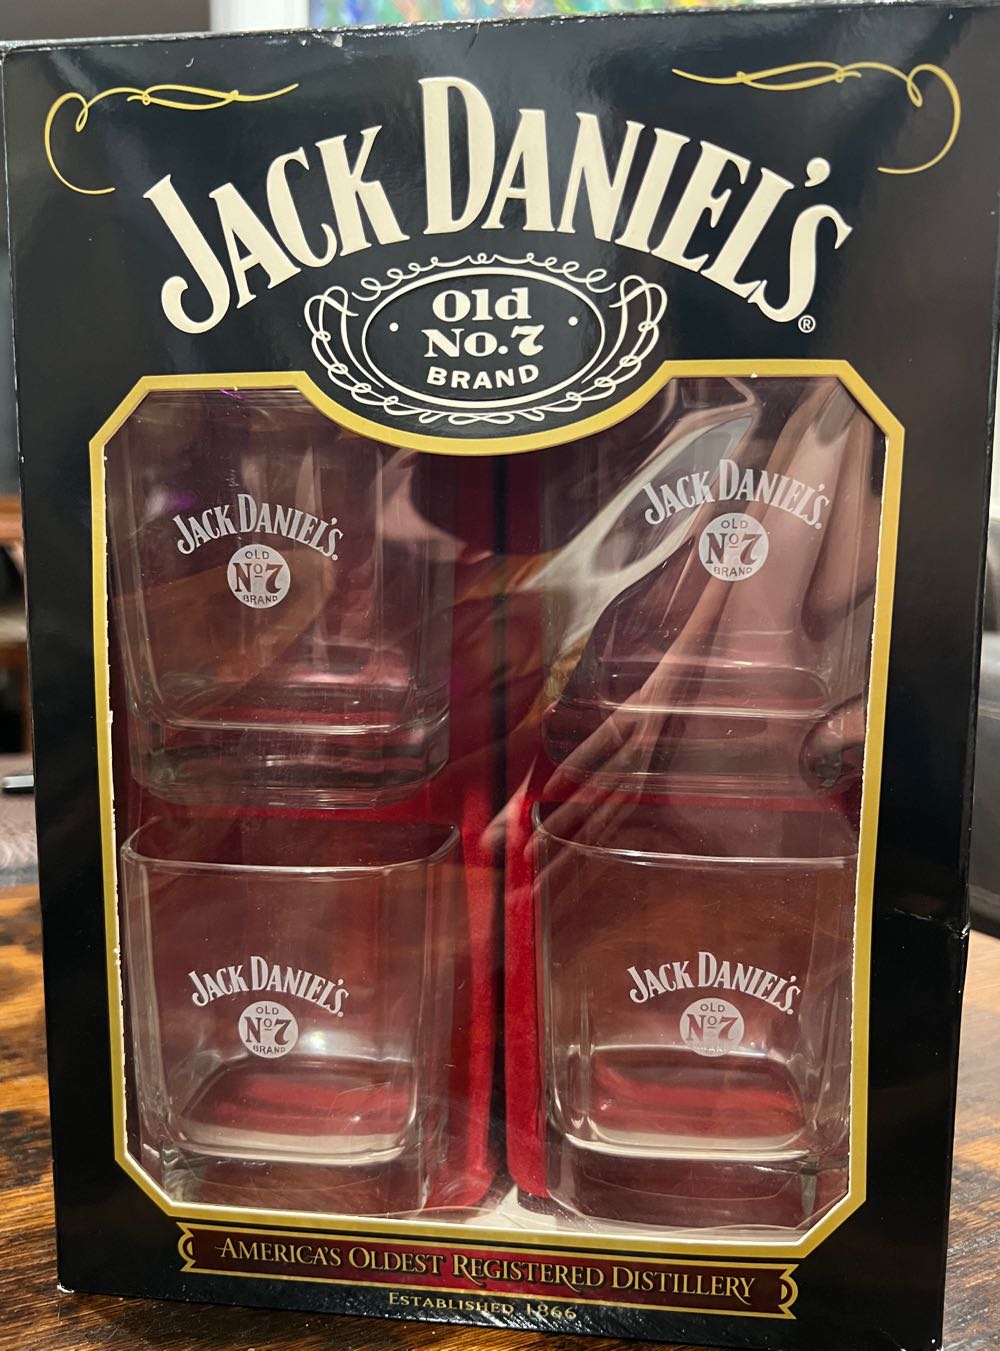 JACK DANIEL'S®
Old
No.7
BRAND
JACK DANIEL'S.
OLD
Nº7
BRAND
JACK DANIEL'S.
OLD
Nº7
BRAND
JACK DANIEL'S.
OLD
Nº7
BRAND
JACK DANIEL'S.
OLD
Nº7
BRAND
AMERICA'S OLDEST REGISTERED DISTILLERY
ESTABLISHED 1866